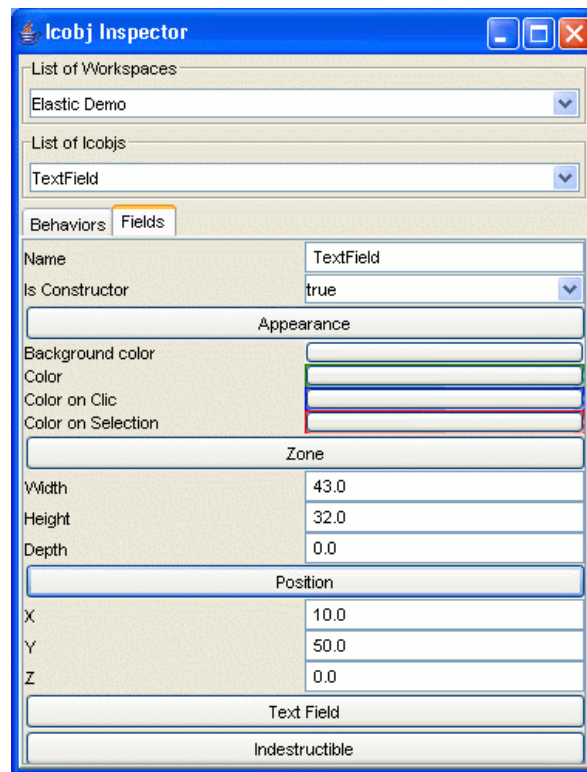 Icobj Inspector
List of Workspaces
Elastic Demo
List of Icobjs
TextField
Behaviors Fields
Name TextField
Is Constructor true
Appearance
Background color
Color
Color on Clic
Color on Selection
Zone
Width 43.0
Height 32.0
Depth 0.0
Position
X 10.0
Y 50.0
Z 0.0
Text Field
Indestructible